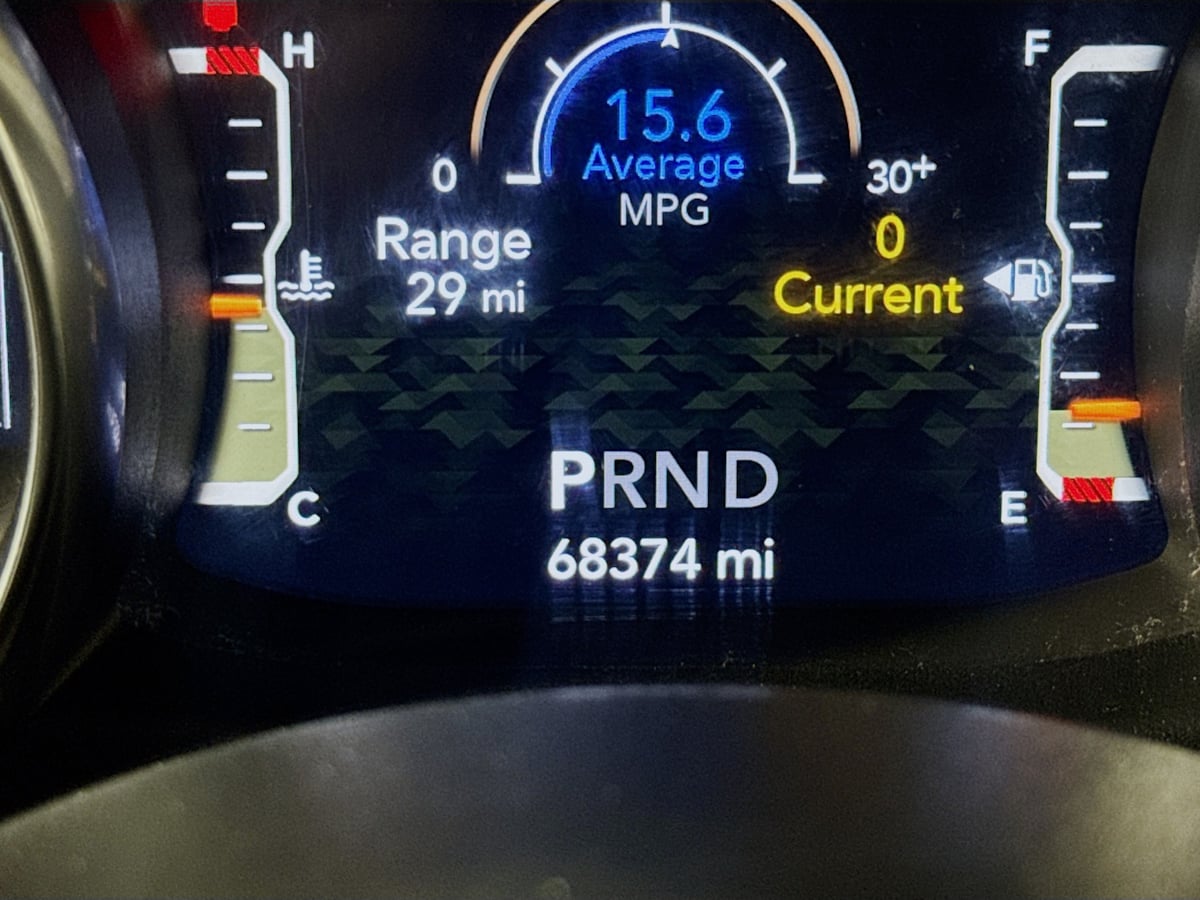 H
F
15.6
Average
MPG
0
30+
Range
29 mi
0
Current
PRND
C
E
68374 mi